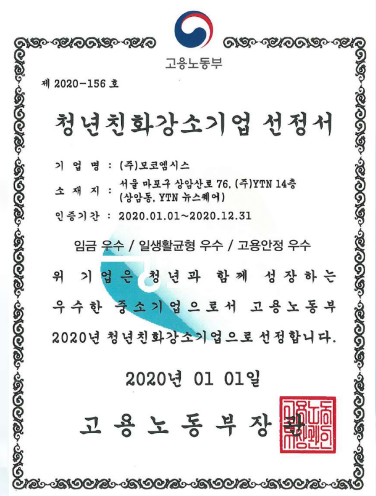 고용노동부
제 2020-156 호
청년친화강소기업 선정서
기 업 명 : (주)모코엠시스
소 재 지 : 서울 마포구 상암산로 76, (주)YTN 14층
(상암동, YTN 뉴스퀘어)
인증기간 : 2020.01.01~2020.12.31
임금 우수 / 일생활균형 우수 / 고용안정 우수
위 기업은 청년과 함께 성장하는
우수한 중소기업으로서 고용노동부
2020년 청년친화강소기업으로 선정합니다.
2020년 01 01일
고용노동부장관